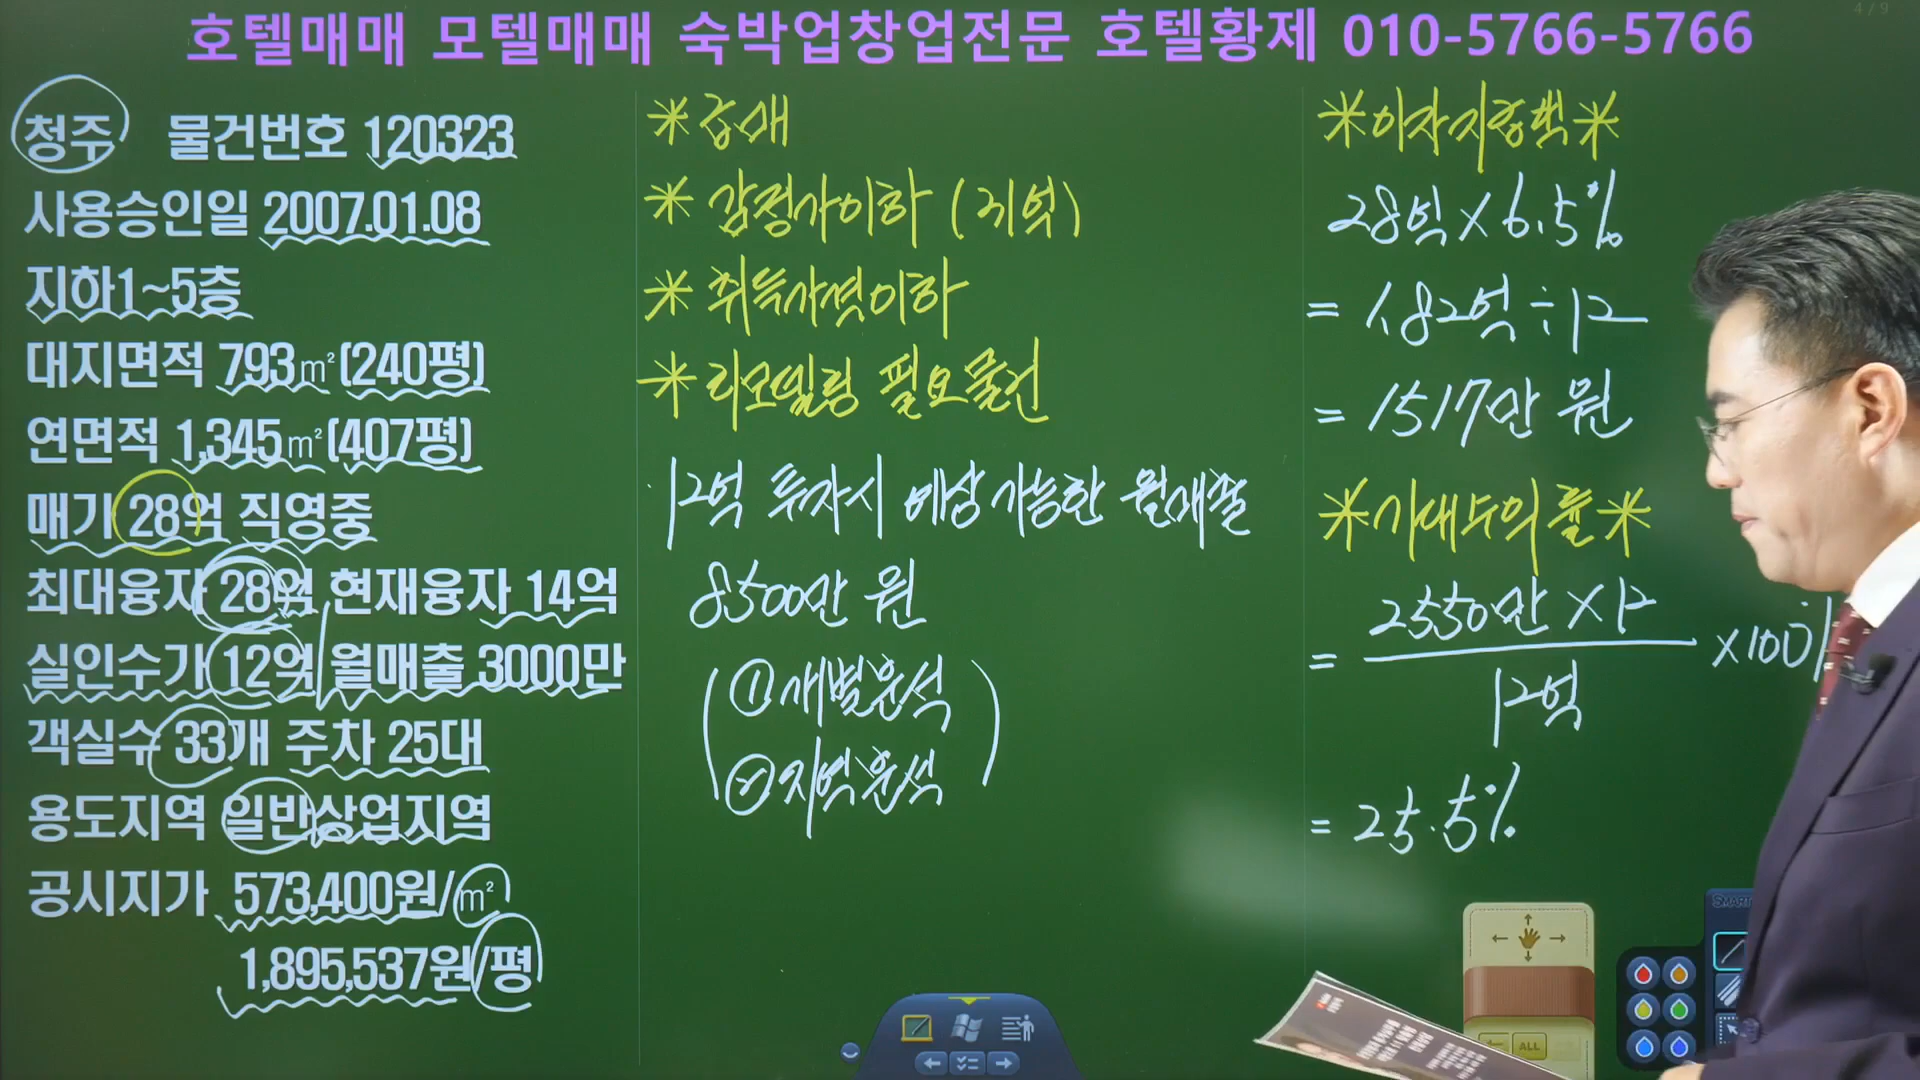 호텔매매 모텔매매 숙박업창업전문 호텔황제 010-5766-5766
4 / 9
청주 물건번호 120323
사용승인일 2007.01.08
지하1~5층
대지면적 793㎡(240평)
연면적 1,345㎡(407평)
매가 28억 직영중
최대융자 28억 현재융자 14억
실인수가 12억 월매출 3000만
객실수 33개 주차 25대
용도지역 일반상업지역
공시지가 573,400원/㎡
1,895,537원/평
*급매
*감정가이하 (귀억)
*취득가격이하
*리모델링 필요물건
12억 투자시 예상 가능한 월매출
8500만 원
① 개별분석
② 지역분석
*이자지출액*
28억 × 6.5%
= 1.82억 ÷ 12
= 1517만 원
*기대수익률*
= 2550만 × 12
12억
× 100%
= 25.5%
SMART
ALL